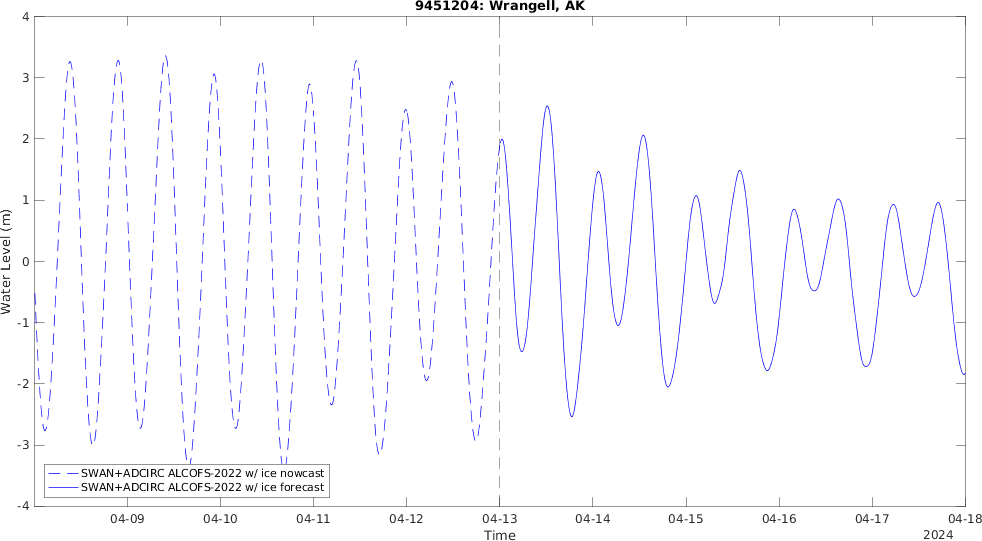 9451204: Wrangell, AK
4
3
2
1
0
-1
-2
-3
-4
Water Level (m)
SWAN+ADCIRC ALCOFS-2022 w/ ice nowcast
SWAN+ADCIRC ALCOFS-2022 w/ ice forecast
04-09 04-10 04-11 04-12 04-13 04-14 04-15 04-16 04-17 04-18
Time
2024